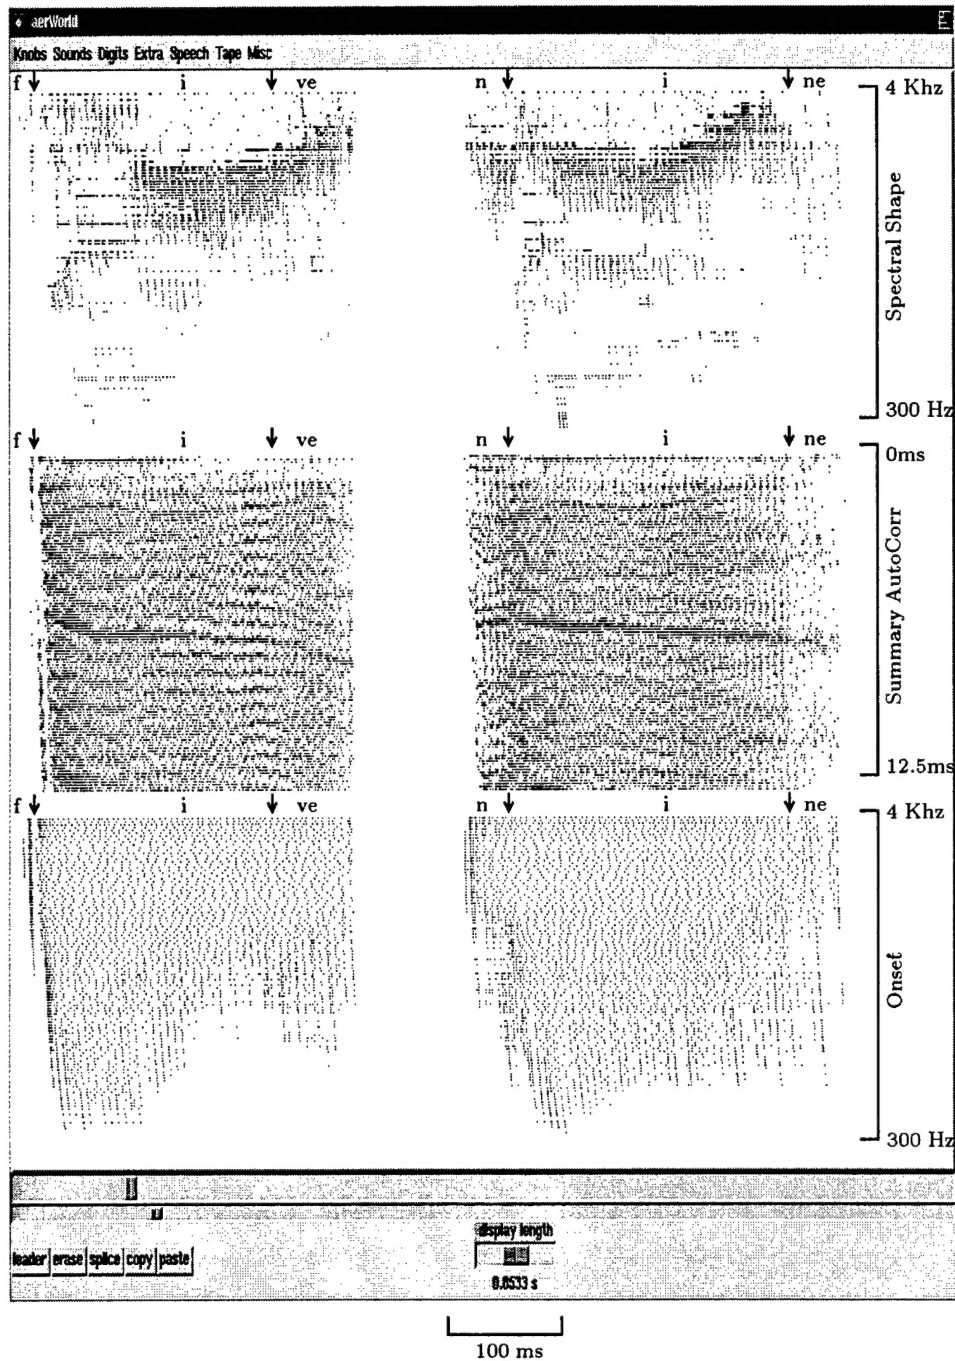 aerWorld
Knobs Sounds Digits Extra Speech Tape Misc
f i ve n i ne
4 Khz
Spectral Shape
300 Hz
f i ve n i ne
0ms
Summary AutoCorr
12.5ms
f i ve n i ne
4 Khz
Onset
300 Hz
display length
leader erase splice copy paste
0.8533 s
100 ms